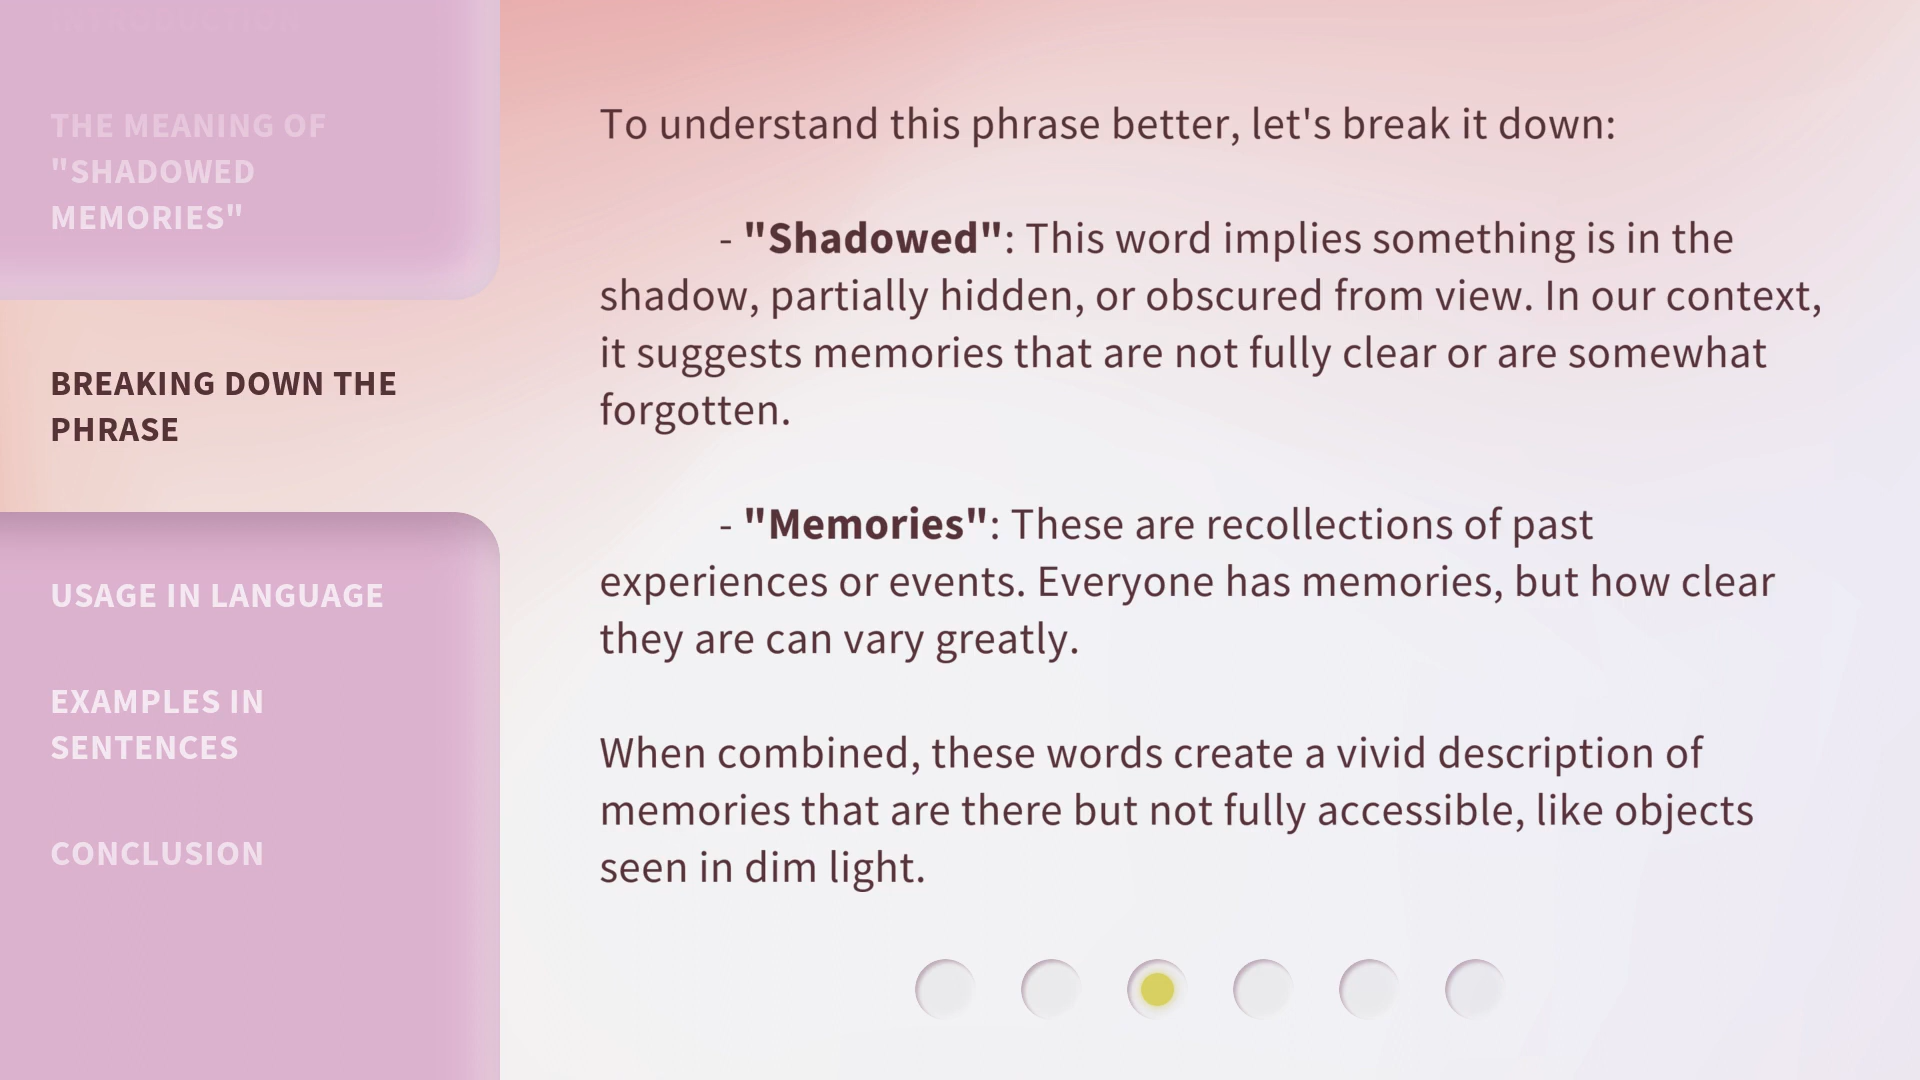 INTRODUCTION
THE MEANING OF
"SHADOWED
MEMORIES"
BREAKING DOWN THE
PHRASE
USAGE IN LANGUAGE
EXAMPLES IN
SENTENCES
CONCLUSION
To understand this phrase better, let's break it down:
- "Shadowed": This word implies something is in the
shadow, partially hidden, or obscured from view. In our context,
it suggests memories that are not fully clear or are somewhat
forgotten.
- "Memories": These are recollections of past
experiences or events. Everyone has memories, but how clear
they are can vary greatly.
When combined, these words create a vivid description of
memories that are there but not fully accessible, like objects
seen in dim light.